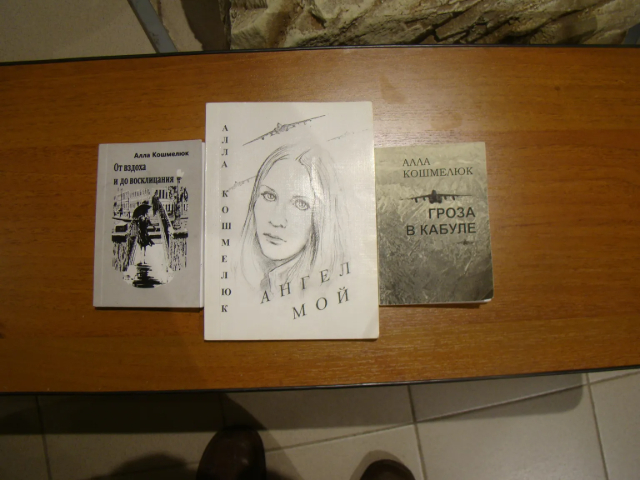 Алла Кошмелюк
От вздоха
и до восклицания
АЛЛА КОШМЕЛЮК
АНГЕЛ
МОЙ
АЛЛА
КОШМЕЛЮК
ГРОЗА
В КАБУЛЕ